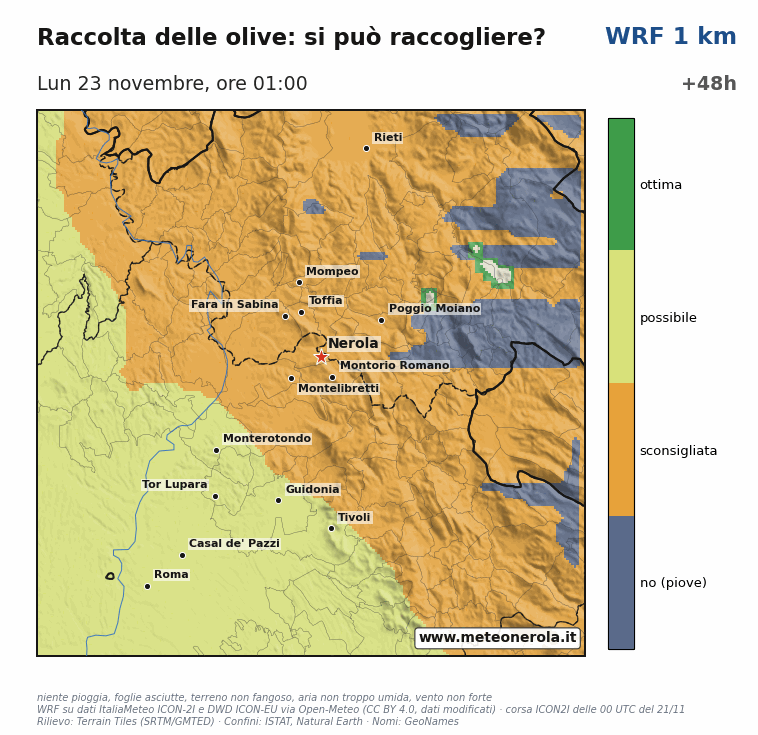 Raccolta delle olive: si può raccogliere?
WRF 1 km
Lun 23 novembre, ore 01:00
+48h
Rieti
ottima
Mompeo
Fara in Sabina
Toffia
Poggio Moiano
possibile
Nerola
Montorio Romano
Montelibretti
Monterotondo
sconsigliata
Tor Lupara
Guidonia
Tivoli
Casal de' Pazzi
Roma
no (piove)
www.meteonerola.it
niente pioggia, foglie asciutte, terreno non fangoso, aria non troppo umida, vento non forte
WRF su dati ItaliaMeteo ICON-2I e DWD ICON-EU via Open-Meteo (CC BY 4.0, dati modificati) · corsa ICON2I delle 00 UTC del 21/11
Rilievo: Terrain Tiles (SRTM/GMTED) · Confini: ISTAT, Natural Earth · Nomi: GeoNames